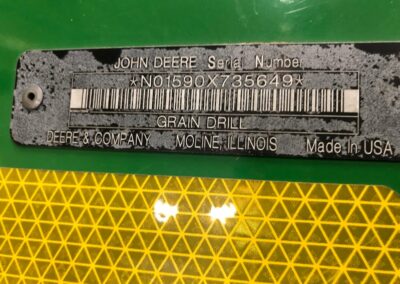 JOHN DEERE Serial Number
*N01590X735649*
GRAIN DRILL
DEERE & COMPANY MOLINE, ILLINOIS Made in USA